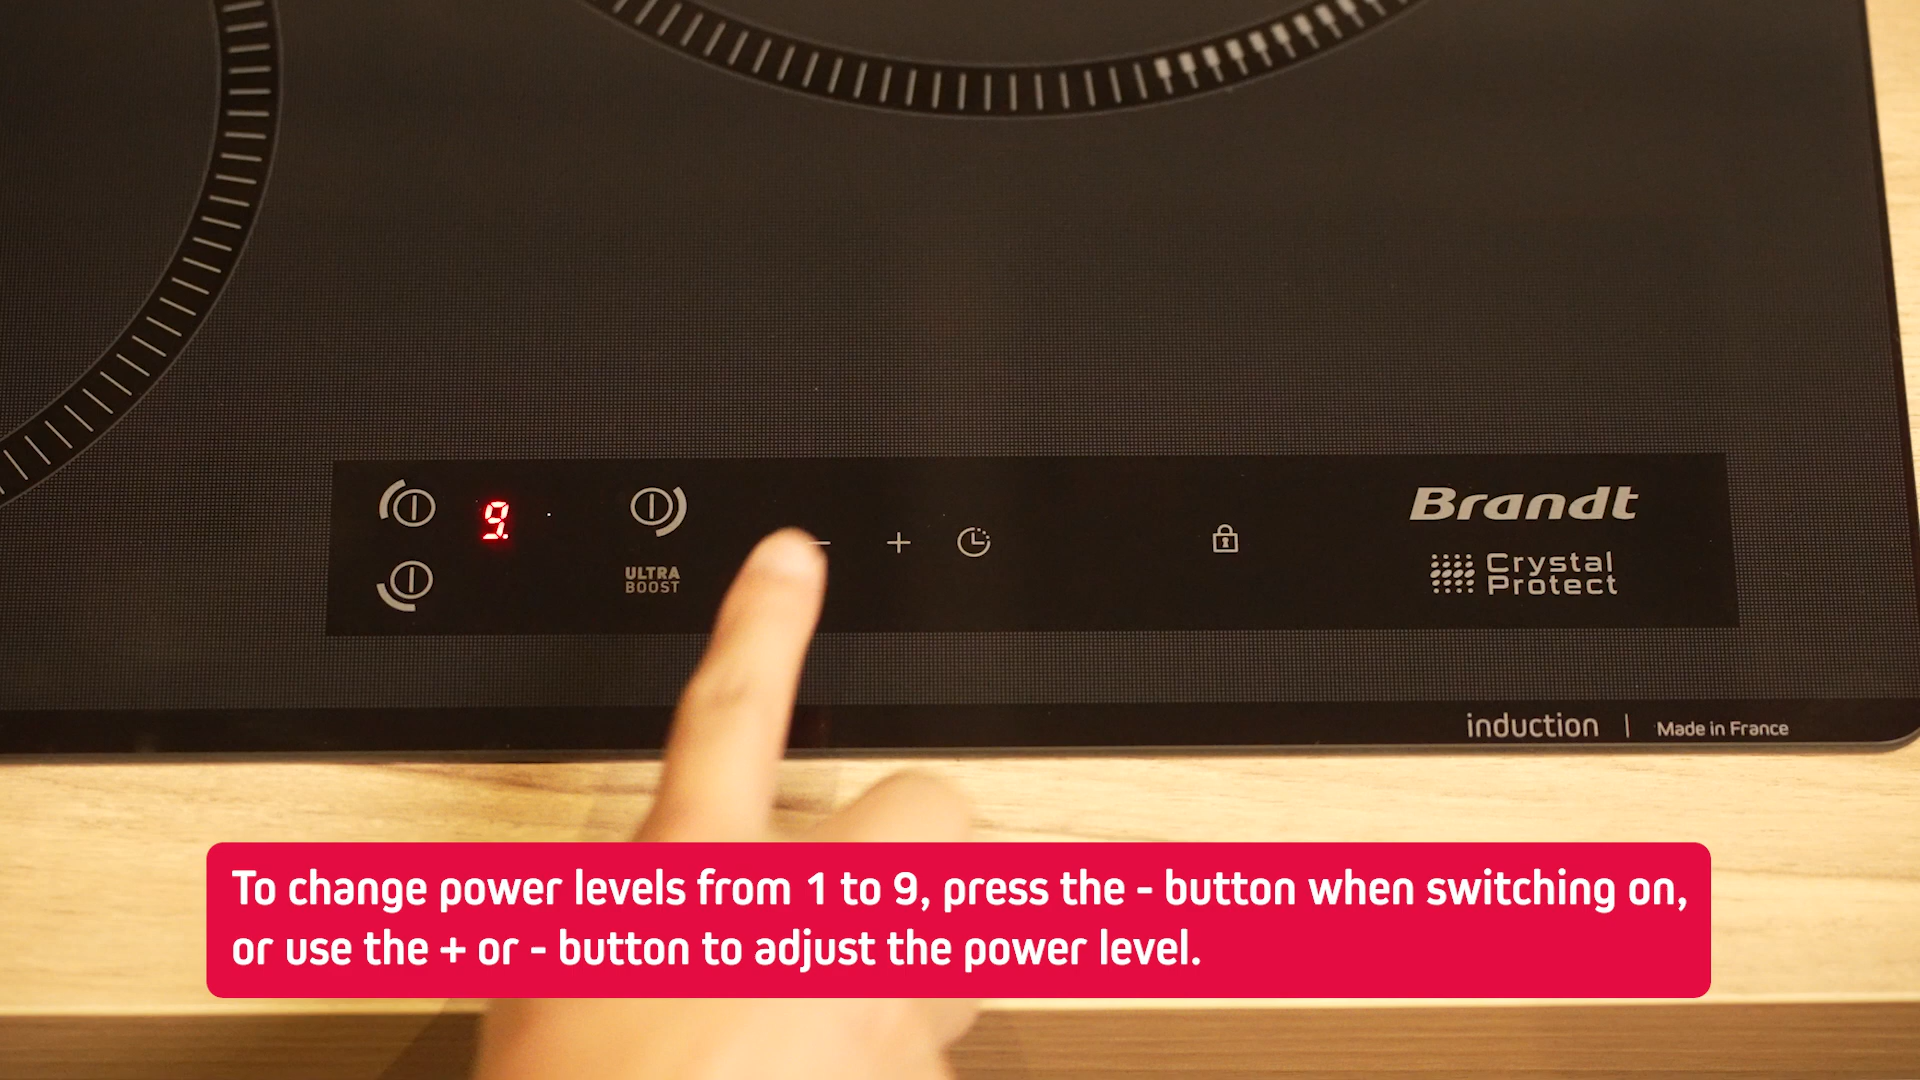 9.
ULTRA
BOOST
- +
Brandt
Crystal
Protect
induction | Made in France
To change power levels from 1 to 9, press the - button when switching on,
or use the + or - button to adjust the power level.